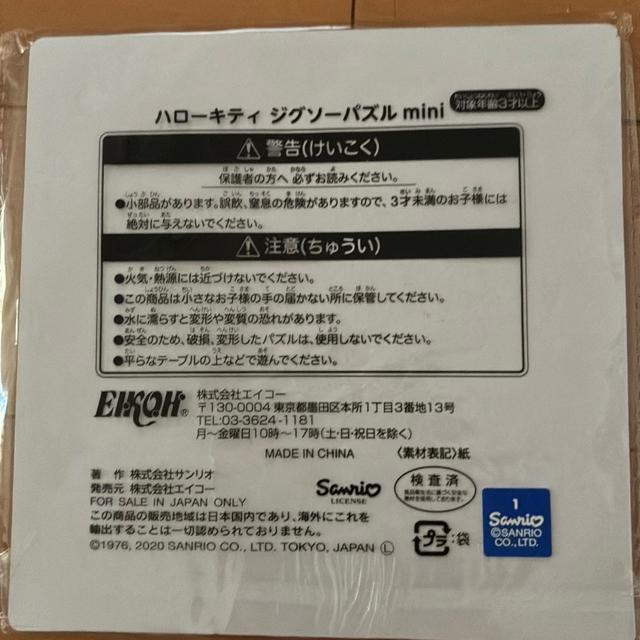 ハローキティ ジグソーパズル mini 対象年齢3才以上
警告(けいこく)
保護者の方へ 必ずお読みください。
●小部品があります。誤飲、窒息の危険がありますので、3才未満のお子様には
絶対に与えないでください。
注意(ちゅうい)
●火気・熱源には近づけないでください。
●この商品は小さなお子様の手の届かない所に保管してください。
●水に濡らすと変形や変質の恐れがあります。
●安全のため、破損、変形したパズルは、使用しないでください。
●平らなテーブルの上などで遊んでください。
EIKOH®
株式会社エイコー
〒130-0004 東京都墨田区本所1丁目3番地13号
TEL:03-3624-1181
月~金曜日10時~17時(土・日・祝日を除く)
MADE IN CHINA 〈素材表記〉紙
著 作 株式会社サンリオ
発売元 株式会社エイコー
FOR SALE IN JAPAN ONLY
この商品の販売地域は日本国内であり、海外にこれを
輸出することは一切認められておりません。
©1976, 2020 SANRIO CO., LTD. TOKYO, JAPAN Ⓛ
Sanrio
LICENSE
検査済
プラ :袋
1
Sanrio
©SANRIO
CO., LTD.